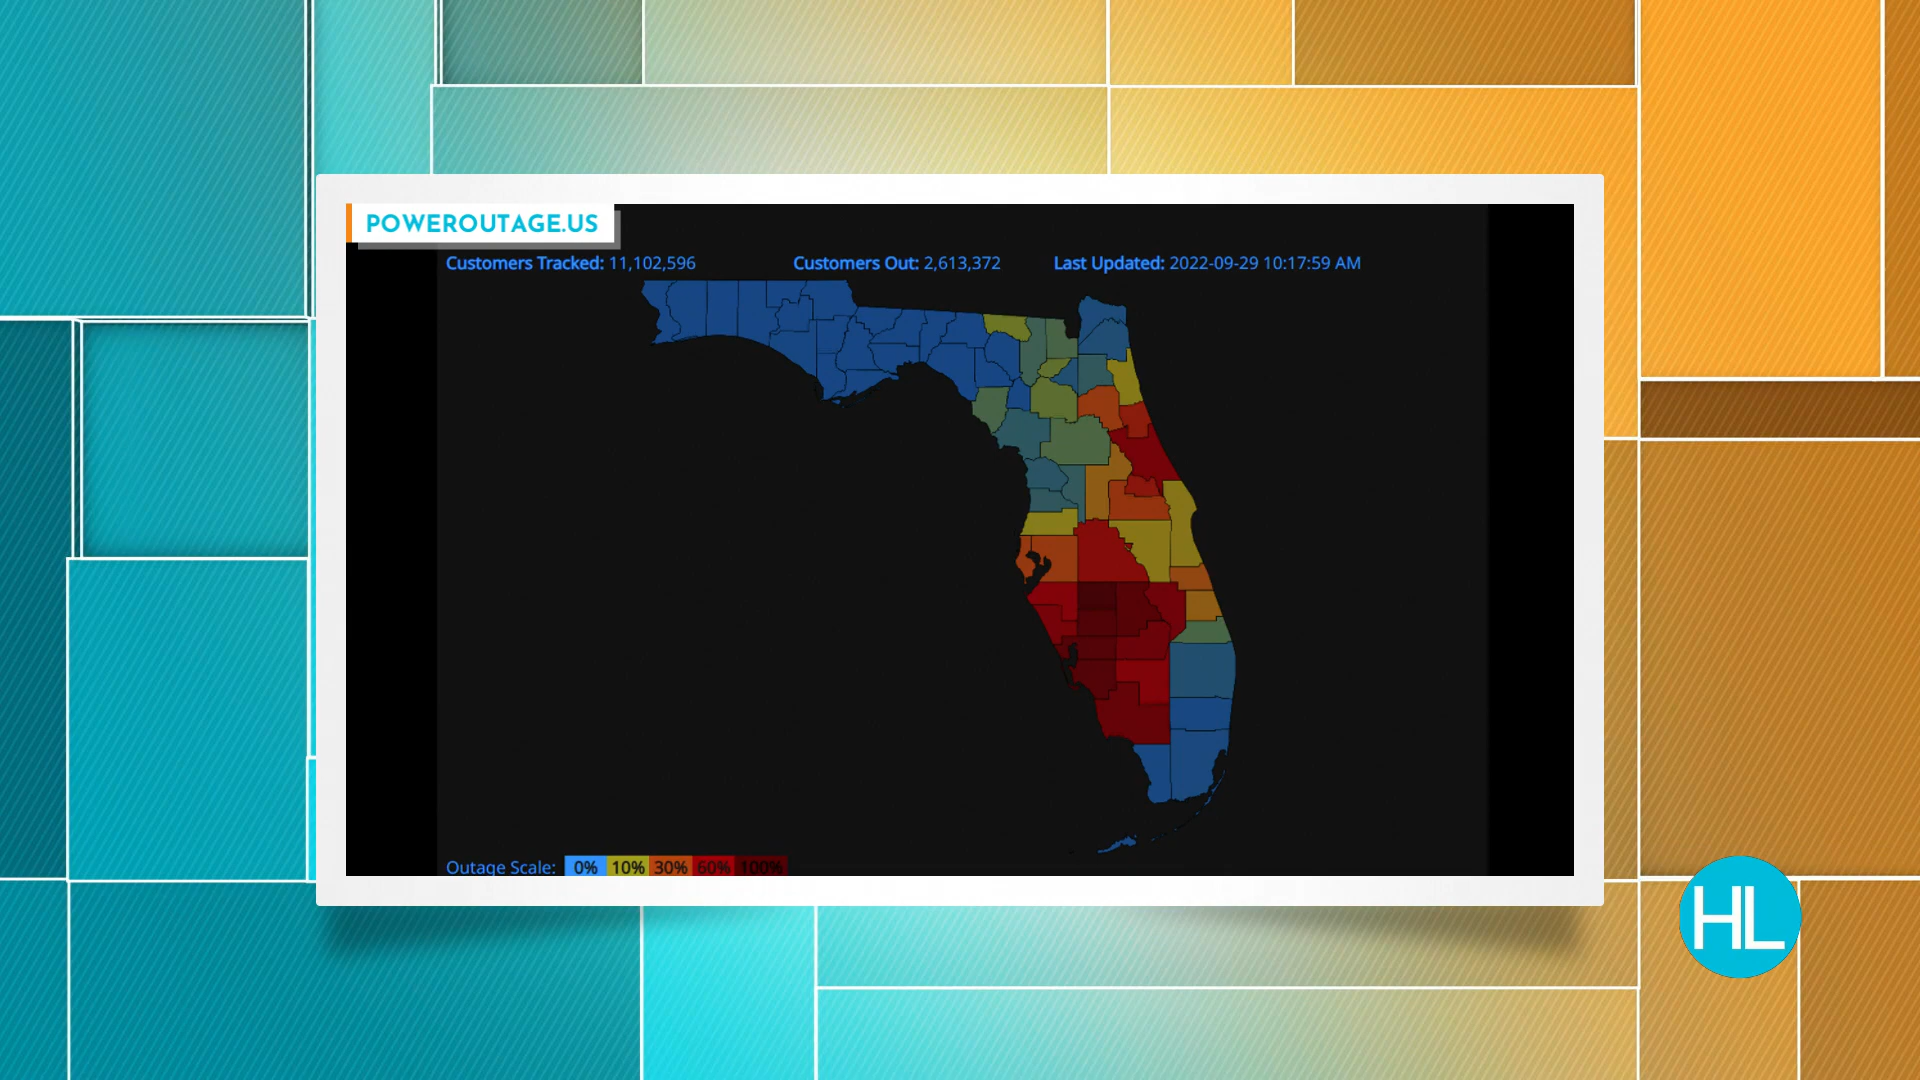 POWEROUTAGE.US
Customers Tracked: 11,102,596 Customers Out: 2,613,372 Last Updated: 2022-09-29 10:17:59 AM
Outage Scale: 0% 10% 30% 60% 100%
HL